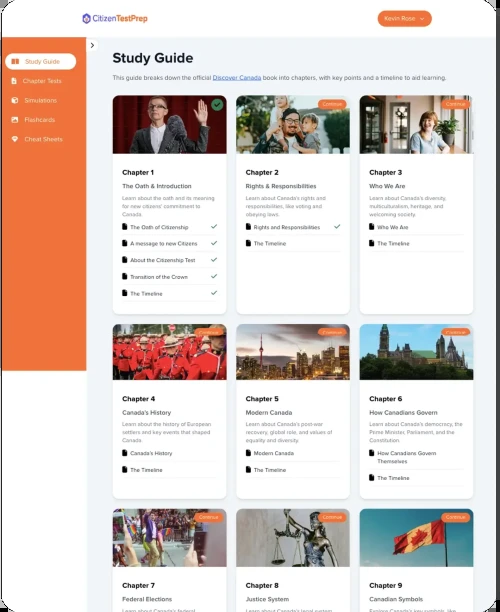 CitizenTestPrep
Kevin Rose
Study Guide
Chapter Tests
Simulations
Flashcards
Cheat Sheets
Study Guide
This guide breaks down the official Discover Canada book into chapters, with key points and a timeline to aid learning.
Chapter 1
The Oath & Introduction
Learn about the oath and its meaning
for new citizens' commitment to
Canada.
The Oath of Citizenship
A message to new Citizens
About the Citizenship Test
Transition of the Crown
The Timeline
Continue
Chapter 2
Rights & Responsibilities
Learn about Canada's rights and
responsibilities, like voting and
obeying laws.
Rights and Responsibilities
The Timeline
Continue
Chapter 3
Who We Are
Learn about Canada's diversity,
multiculturalism, heritage, and
welcoming society.
Who We Are
The Timeline
Continue
Chapter 4
Canada's History
Learn about the history of European
settlers and key events that shaped
Canada
Canada's History
The Timeline
Continue
Chapter 5
Modern Canada
Learn about Canada's post-war
recovery, global role, and values of
equality and diversity.
Modern Canada
The Timeline
Continue
Chapter 6
How Canadians Govern
Learn about Canada's democracy, the
Prime Minister, Parliament, and the
Constitution.
How Canadians Govern
Themselves
The Timeline
Continue
Chapter 7
Federal Elections
Learn about Canada's federal
Continue
Chapter 8
Justice System
Learn about Canada's legal system
Continue
Chapter 9
Canadian Symbols
Explore Canada's key symbols, like